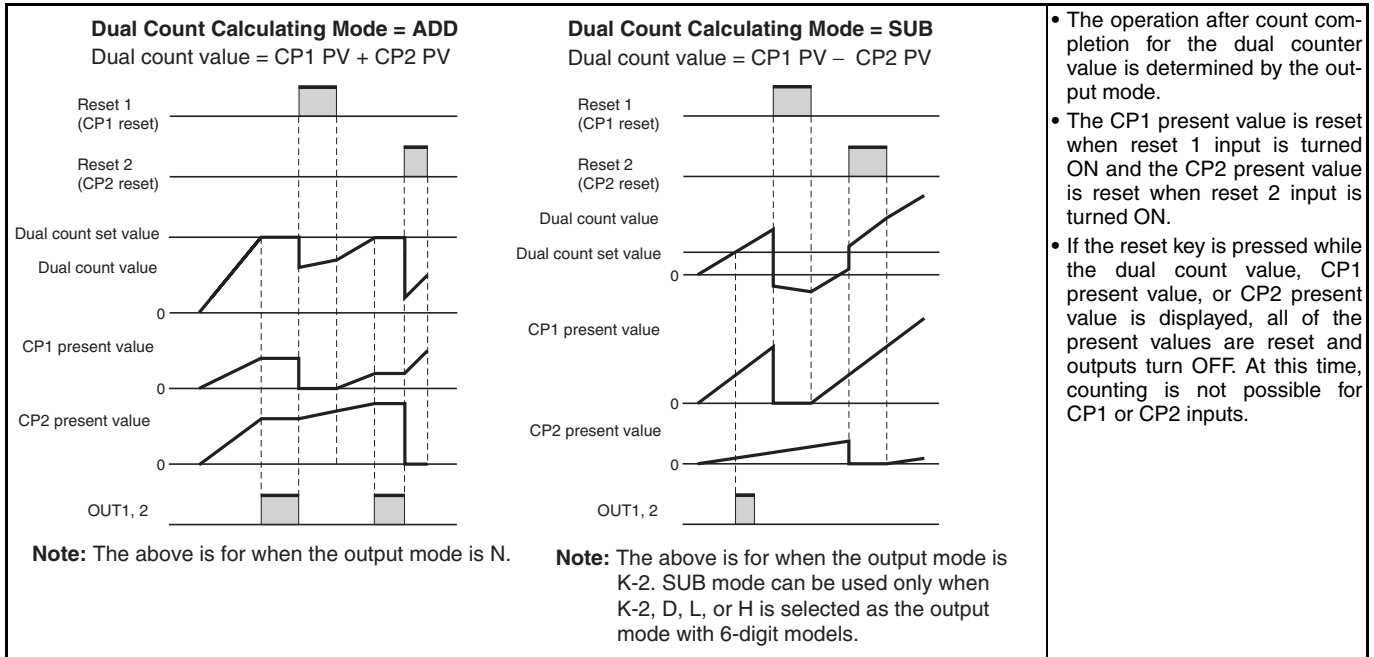 Dual Count Calculating Mode = ADD
Dual count value = CP1 PV + CP2 PV
Reset 1
(CP1 reset)
Reset 2
(CP2 reset)
Dual count set value
Dual count value
0
CP1 present value
0
CP2 present value
0
OUT1, 2
Note: The above is for when the output mode is N.
Dual Count Calculating Mode = SUB
Dual count value = CP1 PV – CP2 PV
Reset 1
(CP1 reset)
Reset 2
(CP2 reset)
Dual count value
Dual count set value
0
CP1 present value
0
CP2 present value
0
OUT1, 2
Note: The above is for when the output mode is
K-2. SUB mode can be used only when
K-2, D, L, or H is selected as the output
mode with 6-digit models.
• The operation after count com-
pletion for the dual counter
value is determined by the out-
put mode.
• The CP1 present value is reset
when reset 1 input is turned
ON and the CP2 present value
is reset when reset 2 input is
turned ON.
• If the reset key is pressed while
the dual count value, CP1
present value, or CP2 present
value is displayed, all of the
present values are reset and
outputs turn OFF. At this time,
counting is not possible for
CP1 or CP2 inputs.